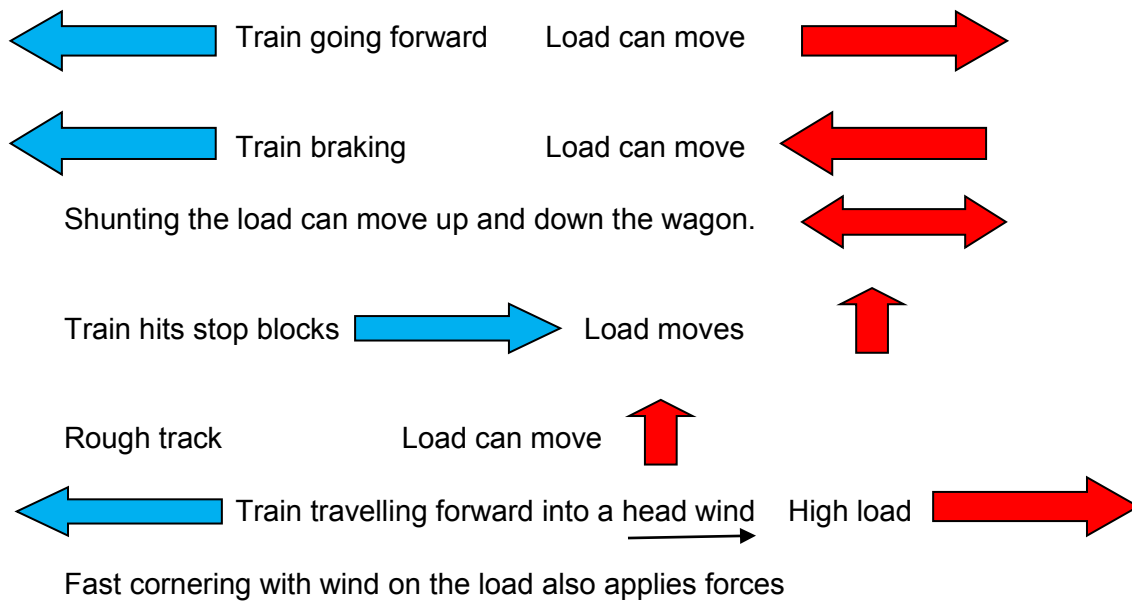 Train going forward Load can move
Train braking Load can move
Shunting the load can move up and down the wagon.
Train hits stop blocks Load moves
Rough track Load can move
Train travelling forward into a head wind High load
Fast cornering with wind on the load also applies forces